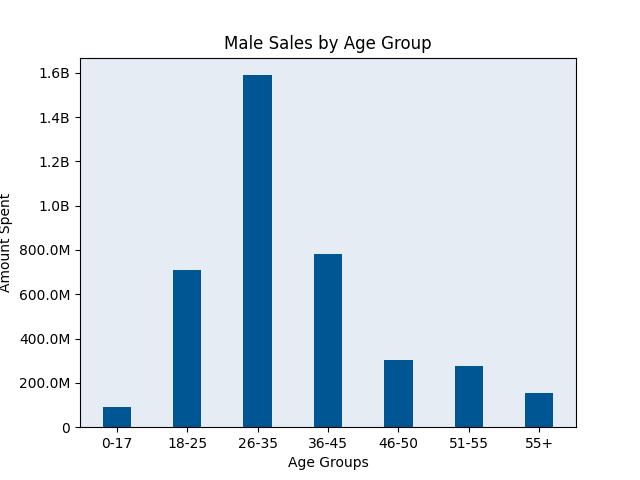 Male Sales by Age Group
1.6B
1.4B
1.2B
1.0B
800.0M
600.0M
400.0M
200.0M
0
Amount Spent
0-17 18-25 26-35 36-45 46-50 51-55 55+
Age Groups